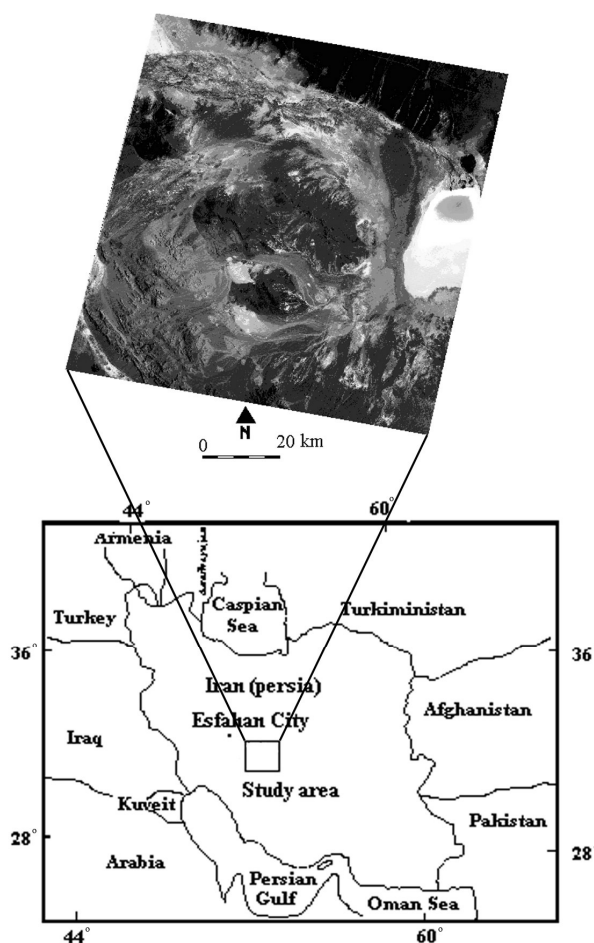 N
0 20 km
44° 60°
Armenia
Caspian
Sea
Turkiministan
Turkey
36° 36°
Iran (persia)
Esfahan City
Afghanistan
Iraq
Study area
Kuveit
Pakistan
28° 28°
Arabia
Persian
Gulf
Oman Sea
44° 60°